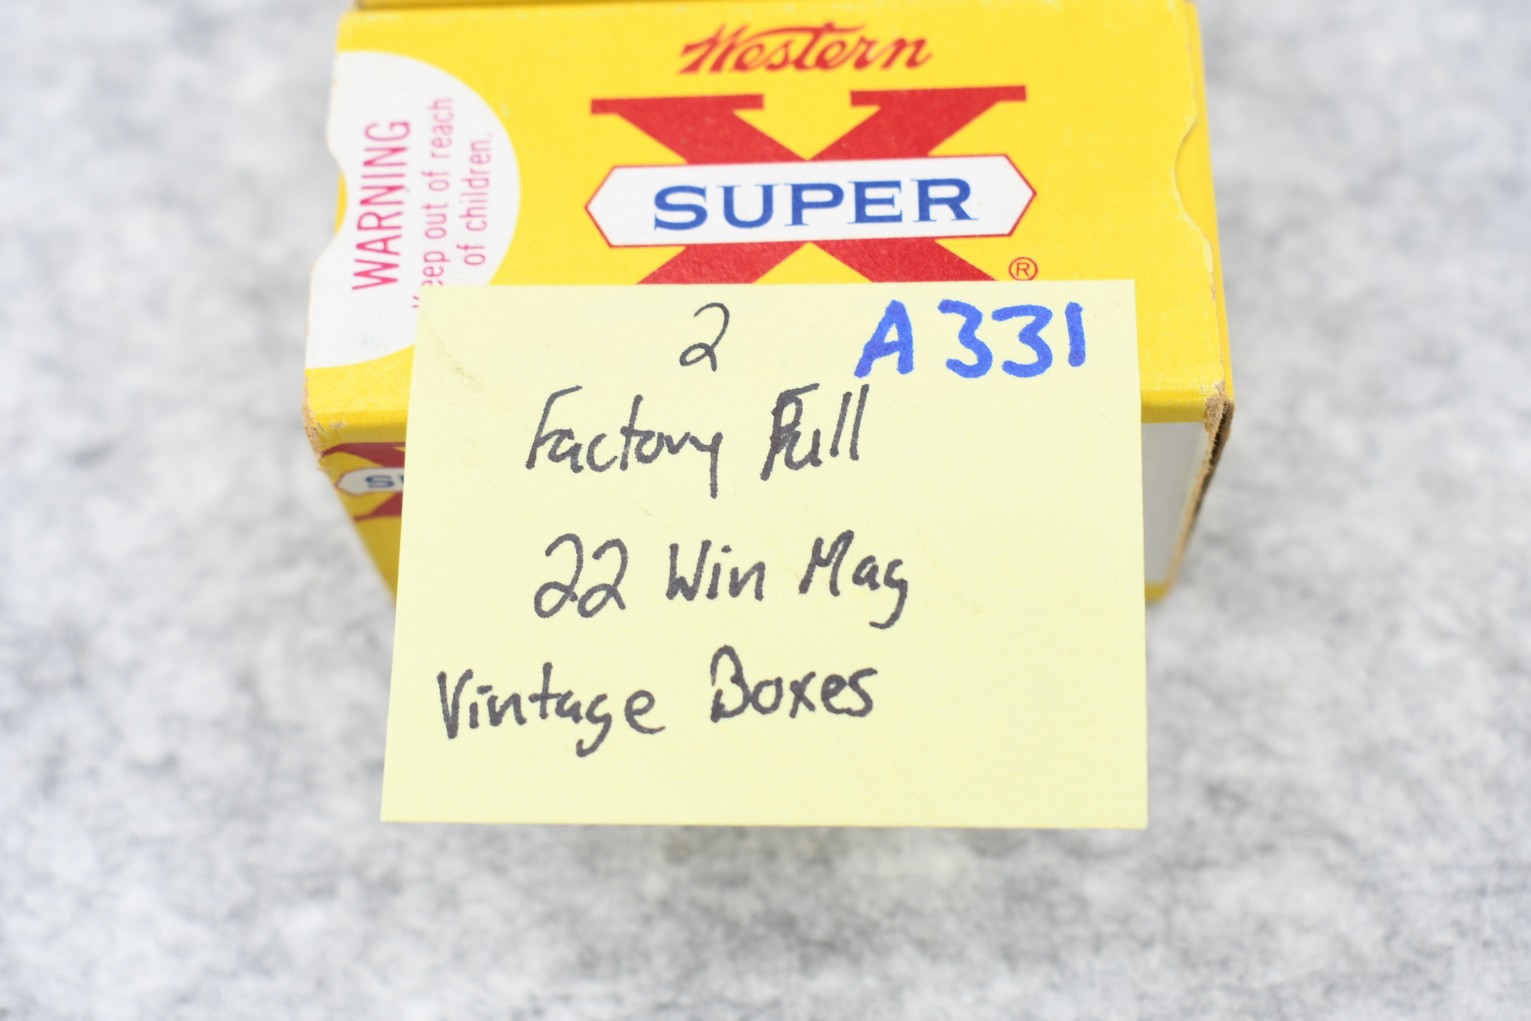 Western
X
SUPER
®
WARNING
Keep out of reach
of children.
2 A331
Factory Full
22 Win Mag
Vintage Boxes